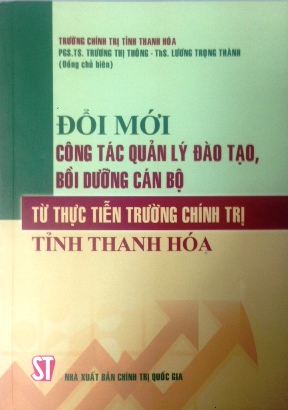 TRƯỜNG CHÍNH TRỊ TỈNH THANH HÓA
PGS.TS. TRƯƠNG THỊ THÔNG - ThS. LƯƠNG TRỌNG THÀNH
(Đồng chủ biên)
ĐỔI MỚI
CÔNG TÁC QUẢN LÝ ĐÀO TẠO,
BỒI DƯỠNG CÁN BỘ
TỪ THỰC TIỄN TRƯỜNG CHÍNH TRỊ
TỈNH THANH HÓA
ST
NHÀ XUẤT BẢN CHÍNH TRỊ QUỐC GIA